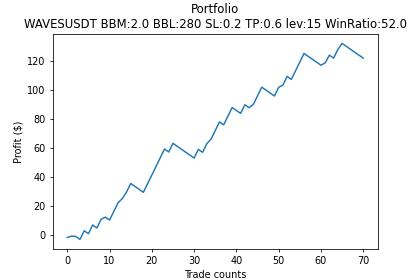 Portfolio
WAVESUSDT BBM:2.0 BBL:280 SL:0.2 TP:0.6 lev:15 WinRatio:52.0
120
100
80
60
40
20
0
Profit ($)
0 10 20 30 40 50 60 70
Trade counts